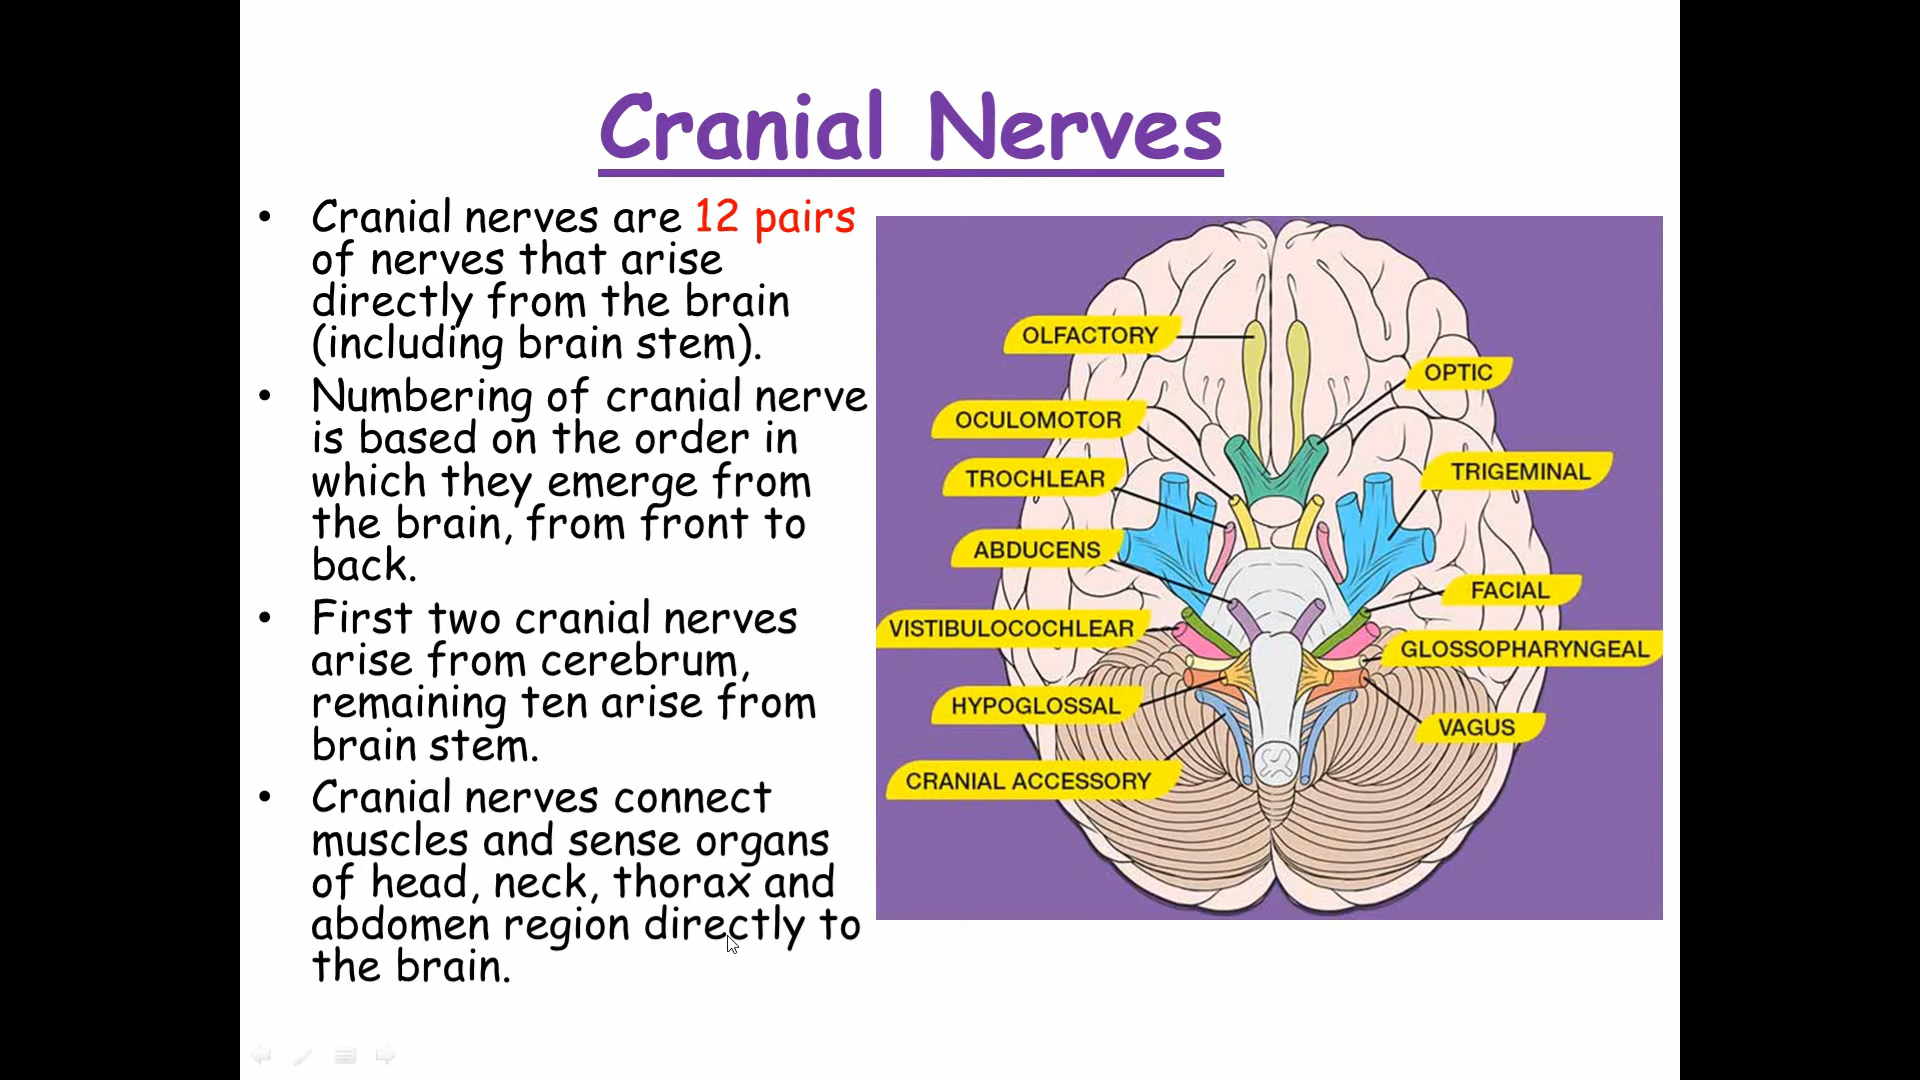 Cranial Nerves
• Cranial nerves are 12 pairs
of nerves that arise
directly from the brain
(including brain stem).
• Numbering of cranial nerve
is based on the order in
which they emerge from
the brain, from front to
back.
• First two cranial nerves
arise from cerebrum,
remaining ten arise from
brain stem.
• Cranial nerves connect
muscles and sense organs
of head, neck, thorax and
abdomen region directly to
the brain.
OLFACTORY
OPTIC
OCULOMOTOR
TRIGEMINAL
TROCHLEAR
ABDUCENS
FACIAL
VISTIBULOCOCHLEAR
GLOSSOPHARYNGEAL
HYPOGLOSSAL
VAGUS
CRANIAL ACCESSORY